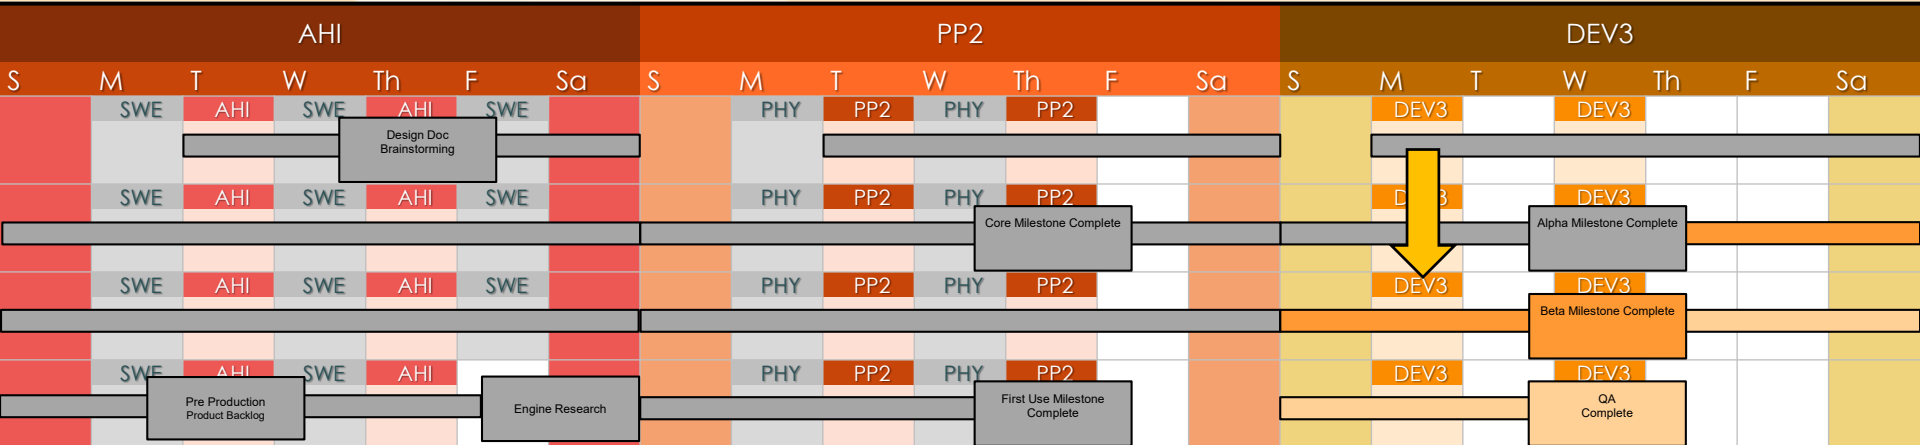 AHI PP2 DEV3
S M T W Th F Sa S M T W Th F Sa S M T W Th F Sa
SWE AHI SWE AHI SWE PHY PP2 PHY PP2 DEV3 DEV3
Design Doc
Brainstorming
SWE AHI SWE AHI SWE PHY PP2 PHY PP2 DEV3
Core Milestone Complete Alpha Milestone Complete
SWE AHI SWE AHI SWE PHY PP2 PHY PP2 DEV3 DEV3
Beta Milestone Complete
SWE AHI SWE AHI PHY PP2 PHY PP2 DEV3 DEV3
Pre Production
Product Backlog
Engine Research
First Use Milestone
Complete
QA
Complete